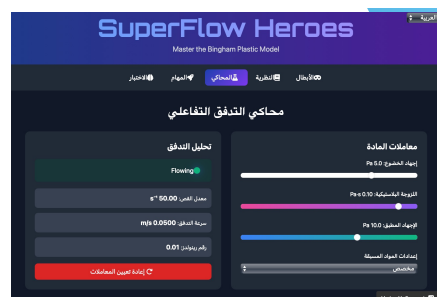 العربية
SuperFlow Heroes
Master the Bingham Plastic Model
الأبطال
النظرية
المحاكي
المهام
الاختبار
محاكي التدفق التفاعلي
معاملات المادة
إجهاد الخضوع: 5.0 Pa
اللزوجة البلاستيكية: 0.10 Pa·s
الإجهاد المطبق: 10.0 Pa
إعدادات المواد المسبقة
مخصص
تحليل التدفق
Flowing
معدل القص: 50.00 s⁻¹
سرعة التدفق: 0.0500 m/s
رقم رينولدز: 0.01
إعادة تعيين المعاملات